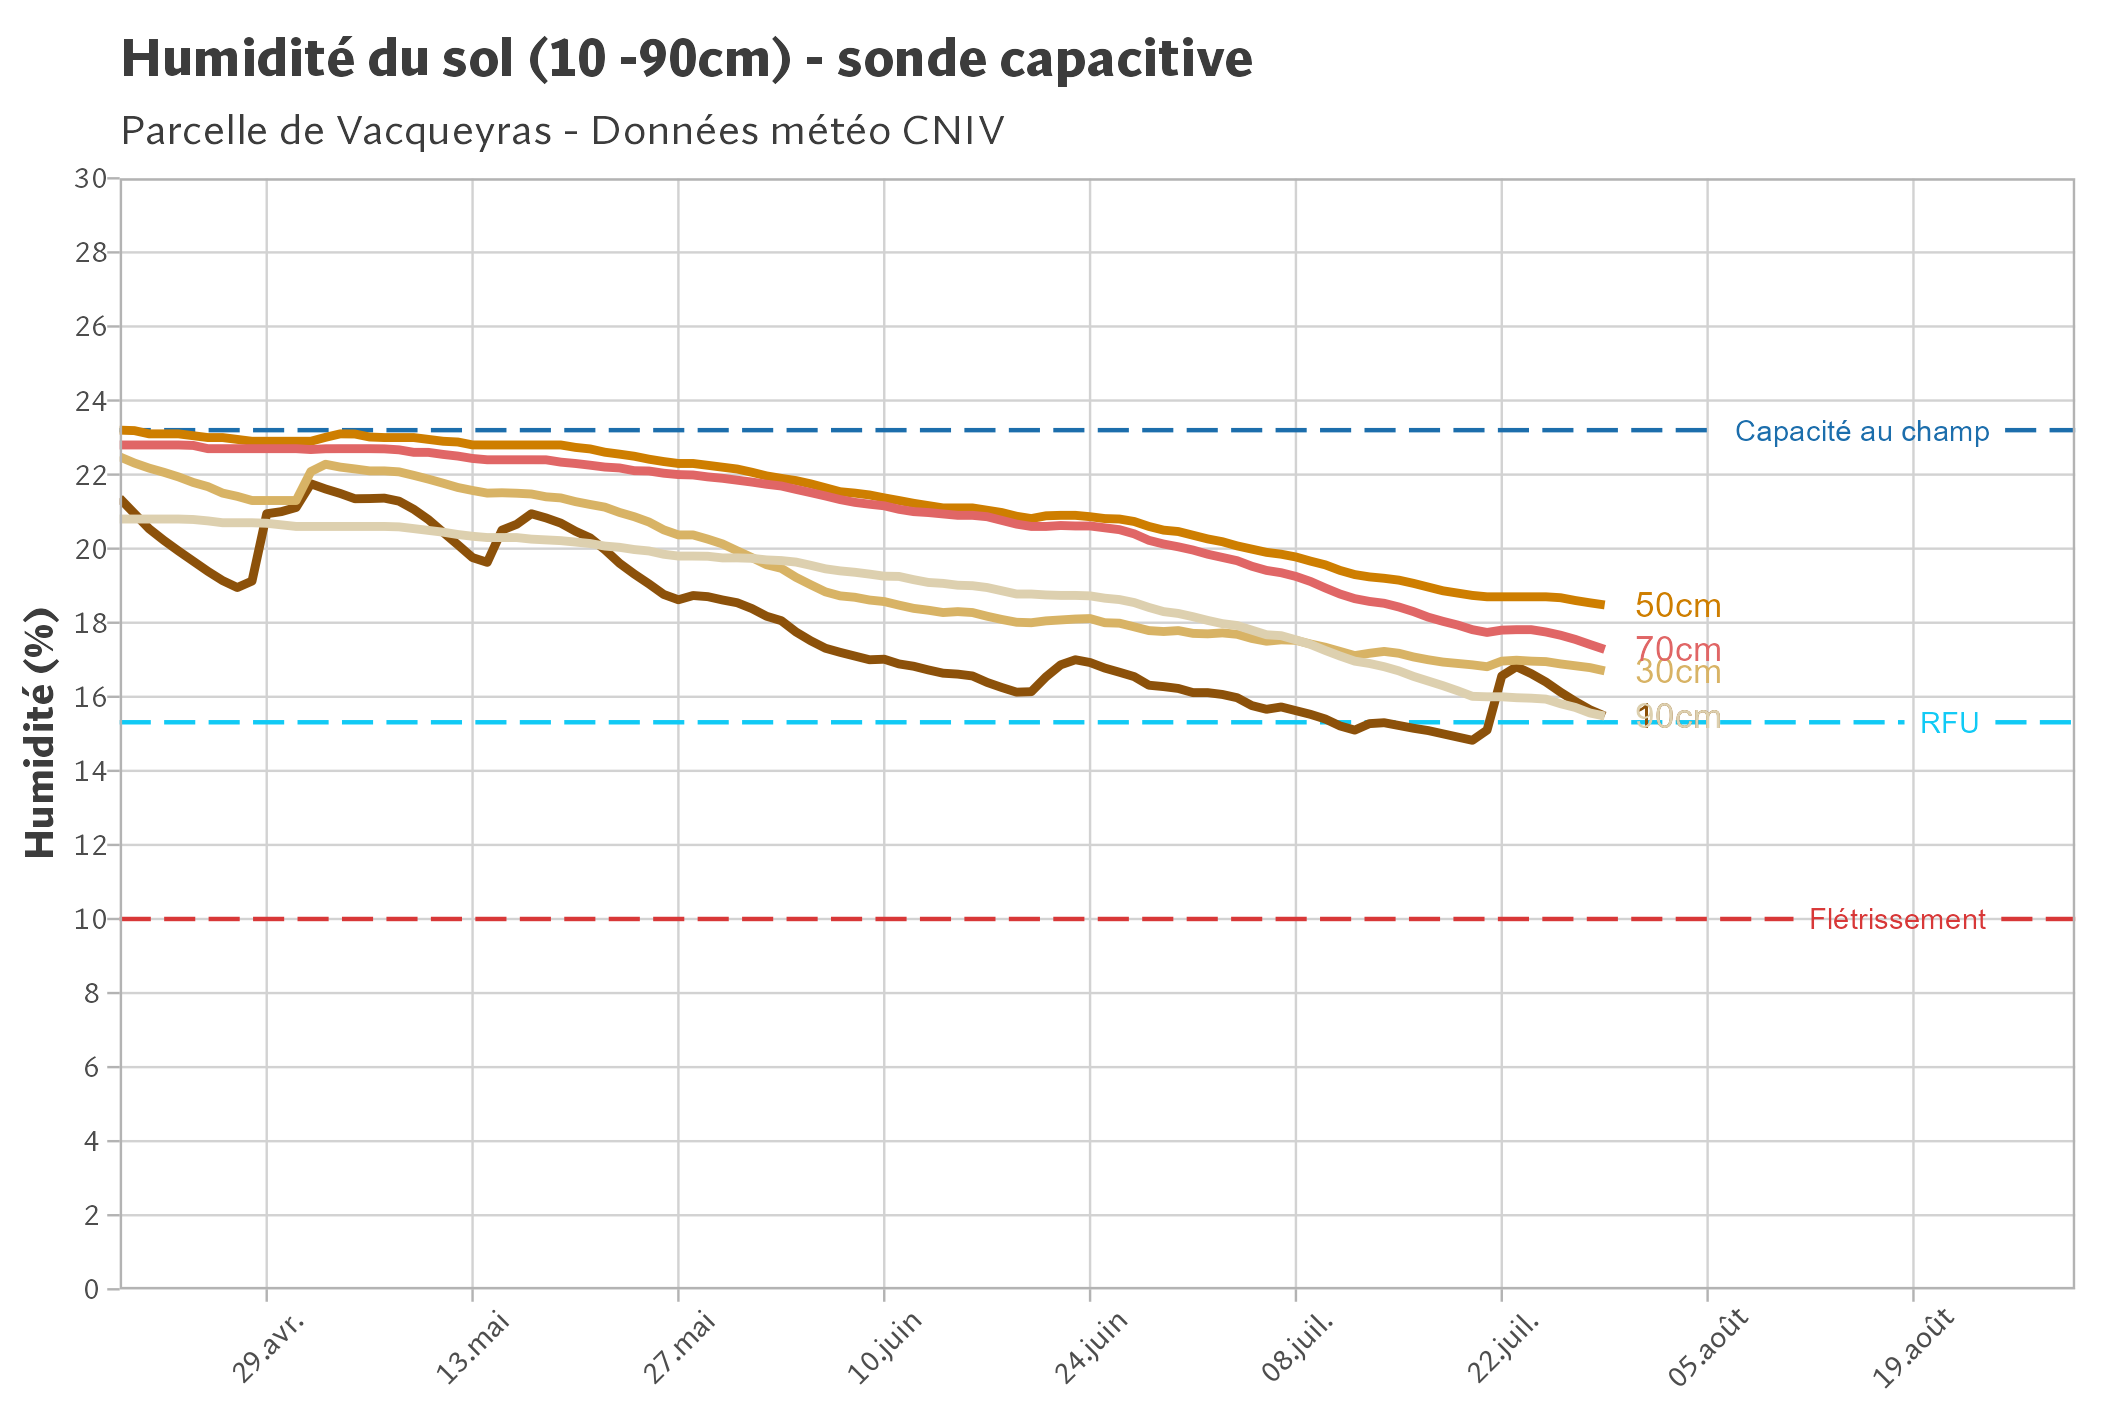 Humidité du sol (10 -90cm) - sonde capacitive
Parcelle de Vacqueyras - Données météo CNIV
Humidité (%)
30
28
26
24
22
20
18
16
14
12
10
8
6
4
2
0
Capacité au champ
50cm
70cm
30cm
90cm
RFU
Flétrissement
29.avr.
13.mai
27.mai
10.juin
24.juin
08.juil.
22.juil.
05.août
19.août